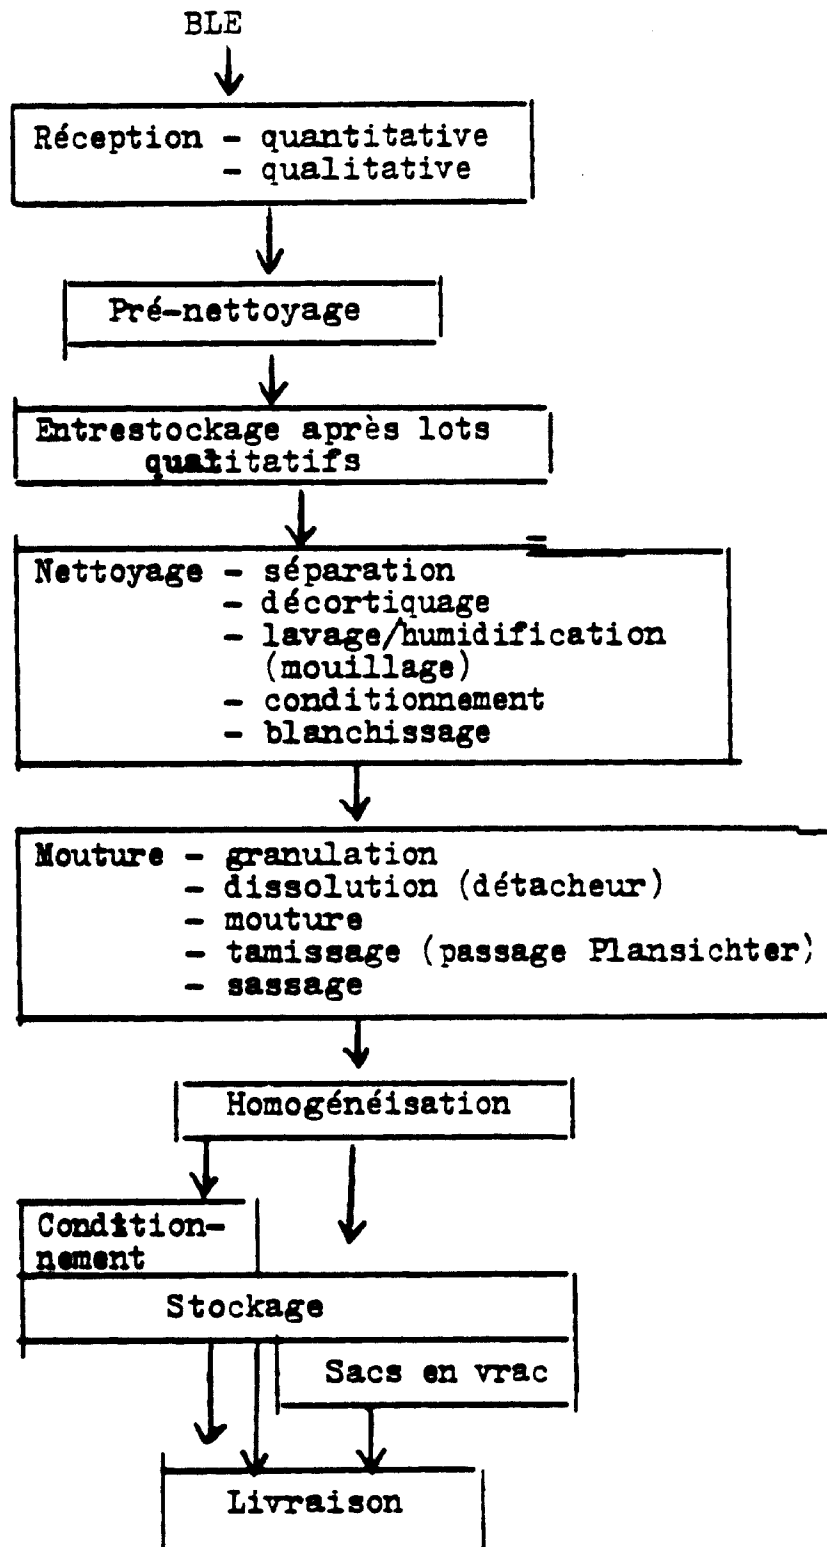 BLE
Réception - quantitative
- qualitative
Pré-nettoyage
Entrestockage après lots
qualitatifs
Nettoyage - séparation
- décortiquage
- lavage/humidification
(mouillage)
- conditionnement
- blanchissage
Mouture - granulation
- dissolution (détacheur)
- mouture
- tamissage (passage Plansichter)
- sassage
Homogénéisation
Condition-
nement
Stockage
Sacs en vrac
Livraison